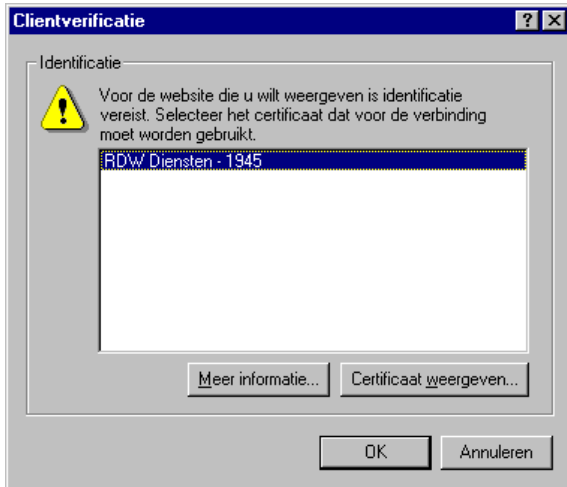 Clientverificatie
Identificatie
Voor de website die u wilt weergeven is identificatie
vereist. Selecteer het certificaat dat voor de verbinding
moet worden gebruikt.
RDW Diensten - 1945
Meer informatie... Certificaat weergeven...
OK Annuleren